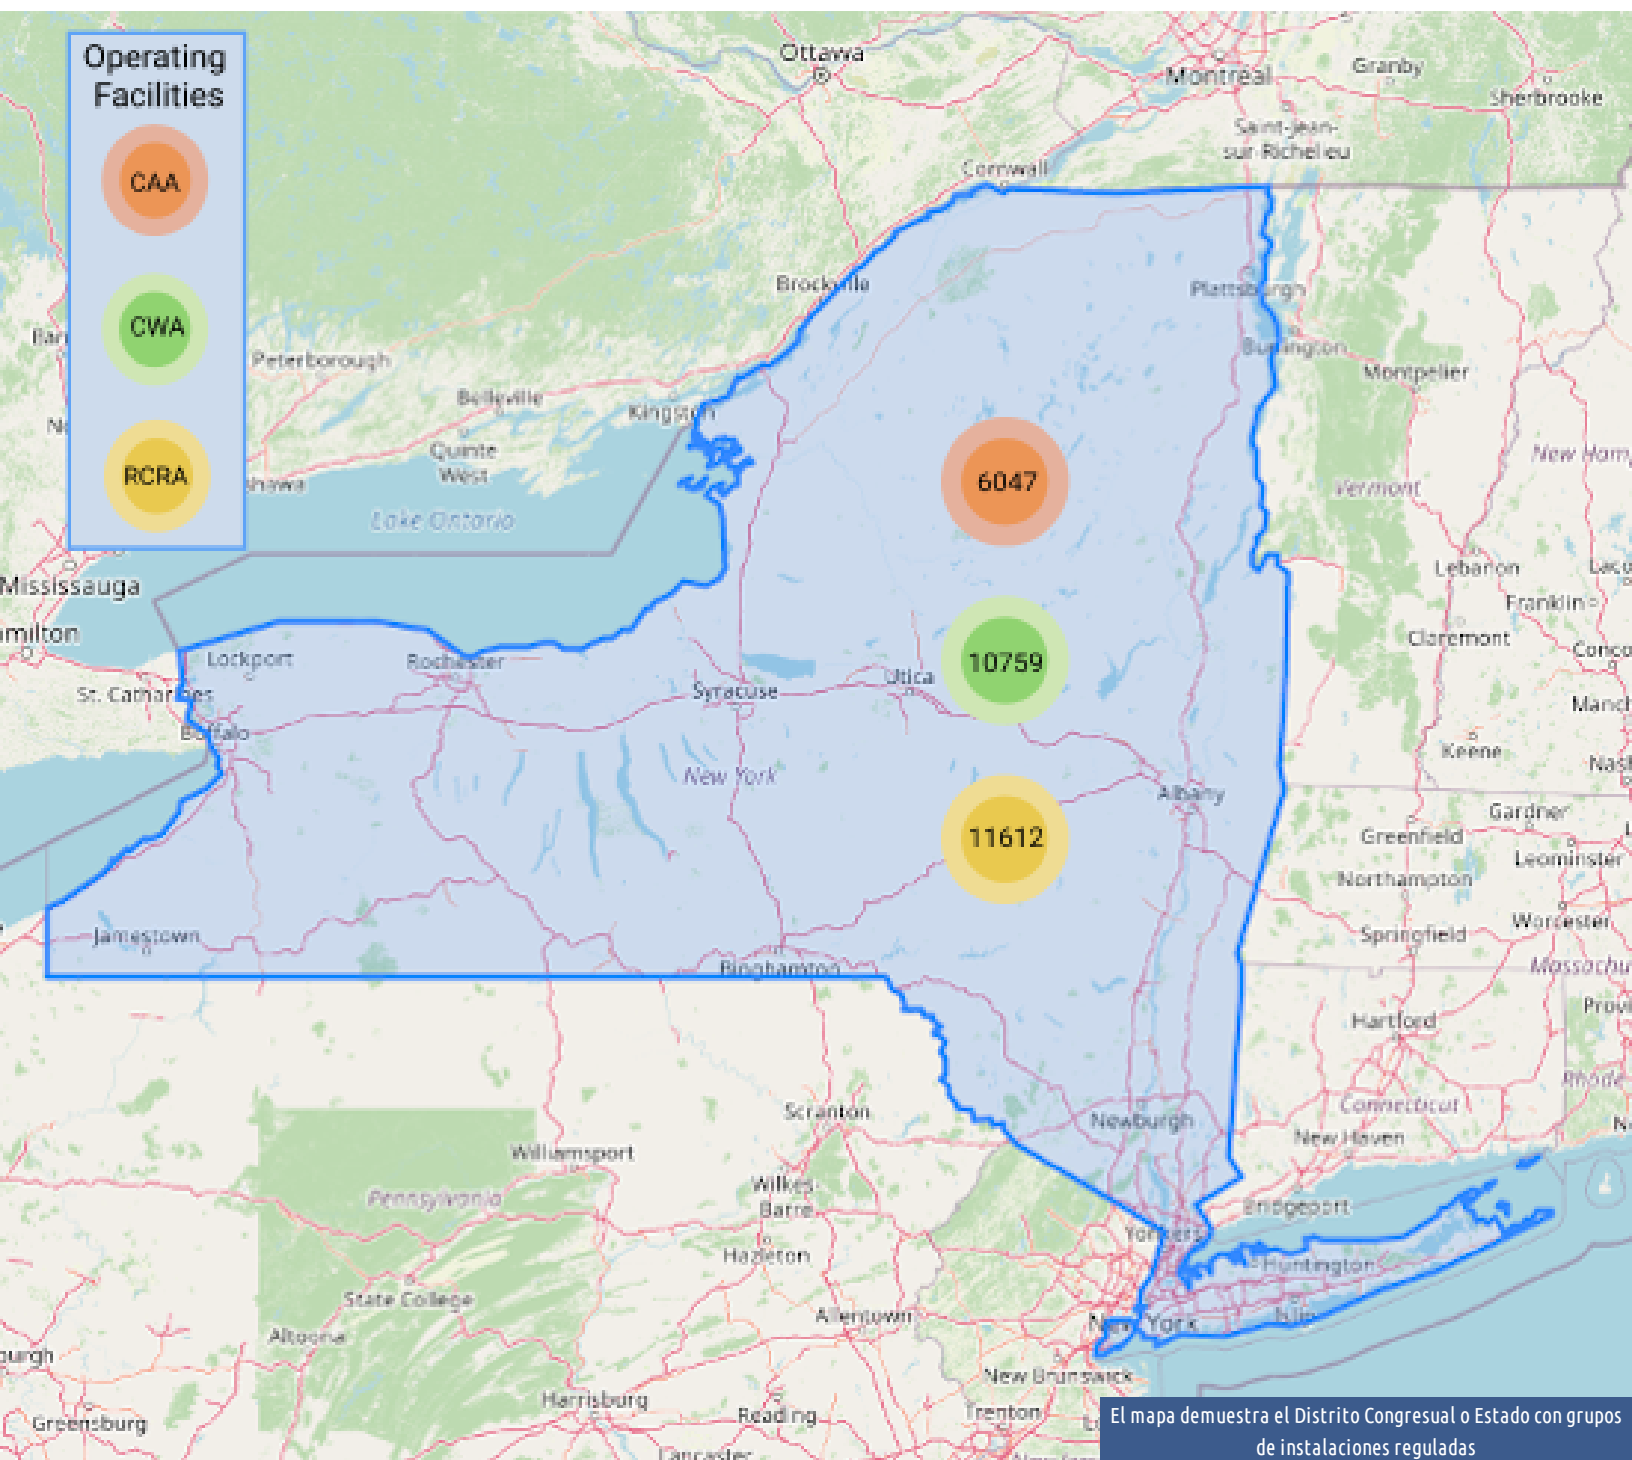 Operating
Facilities
CAA
CWA
RCRA
6047
10759
11612
Ottawa
Montréal
Granby
Sherbrooke
Saint-Jean-
sur-Richelieu
Cornwall
Brockville
Plattsburgh
Burlington
Montpelier
Peterborough
Belleville
Kingston
Quinte
West
Lake Ontario
Vermont
Mississauga
Lebanon
Franklin
Claremont
Lockport
Rochester
Syracuse
Utica
St. Catharines
Buffalo
New York
Keene
Albany
Gardner
Greenfield
Leominster
Northampton
Worcester
Springfield
Jamestown
Binghamton
Hartford
Rhode
Connecticut
Scranton
Newburgh
New Haven
Williamsport
Wilkes-
Barre
Pennsylvania
Bridgeport
Yonkers
Hazleton
Huntington
State College
Allentown
Islip
New York
Altoona
New Brunswick
Harrisburg
Reading
Trenton
Greensburg
Lancaster
El mapa demuestra el Distrito Congresual o Estado con grupos
de instalaciones reguladas